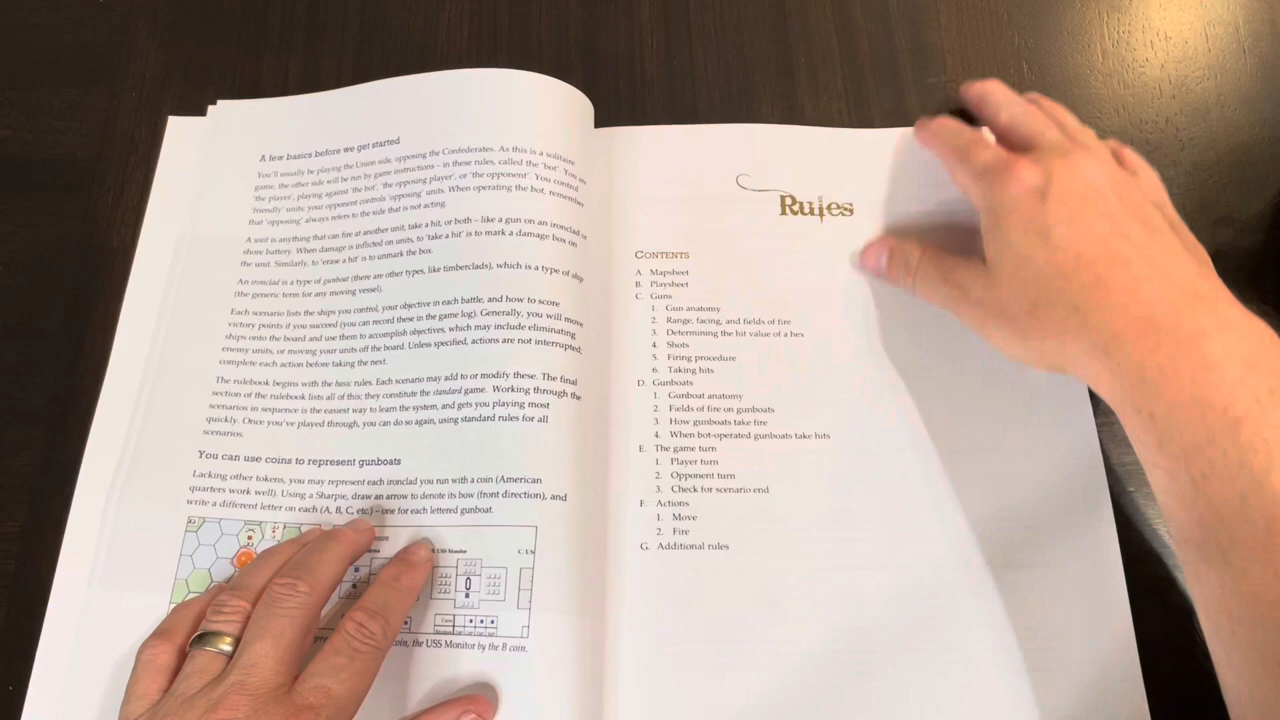 A few basics before we get started
You'll usually be playing the Union side, opposing the Confederates. As this is a solitaire
game, the other side will be run by game instructions – in these rules, called the 'bot'. You are
'the player', playing against 'the bot', 'the opposing player', or 'the opponent'. You control
'friendly' units; your opponent controls 'opposing' units. When operating the bot, remember
that 'opposing' always refers to the side that is not acting.
A unit is anything that can fire at another unit, take a hit, or both – like a gun on an ironclad or
shore battery. When damage is inflicted on units, to 'take a hit' is to mark a damage box on
the unit. Similarly, to 'erase a hit' is to unmark the box.
An ironclad is a type of gunboat (there are other types, like timberclads), which is a type of ship
(the generic term for any moving vessel).
Each scenario lists the ships you control, your objective in each battle, and how to score
victory points if you succeed (you can record these in the game log). Generally, you will move
ships onto the board and use them to accomplish objectives, which may include eliminating
enemy units, or moving your units off the board. Unless specified, actions are not interrupted;
complete each action before taking the next.
The rulebook begins with the basic rules. Each scenario may add to or modify these. The final
section of the rulebook lists all of this; they constitute the standard game. Working through the
scenarios in sequence is the easiest way to learn the system, and gets you playing most
quickly. Once you've played through, you can do so again, using standard rules for all
scenarios.
You can use coins to represent gunboats
Lacking other tokens, you may represent each ironclad you run with a coin (American
quarters work well). Using a Sharpie, draw an arrow to denote its bow (front direction), and
write a different letter on each (A, B, C, etc.) – one for each lettered gunboat.
B. USS Monitor
C. US
coin, the USS Monitor by the B coin.
Rules
CONTENTS
A. Mapsheet
B. Playsheet
C. Guns
1. Gun anatomy
2. Range, facing, and fields of fire
3. Determining the hit value of a hex
4. Shots
5. Firing procedure
6. Taking hits
D. Gunboats
1. Gunboat anatomy
2. Fields of fire on gunboats
3. How gunboats take fire
4. When bot-operated gunboats take hits
E. The game turn
1. Player turn
2. Opponent turn
3. Check for scenario end
F. Actions
1. Move
2. Fire
G. Additional rules